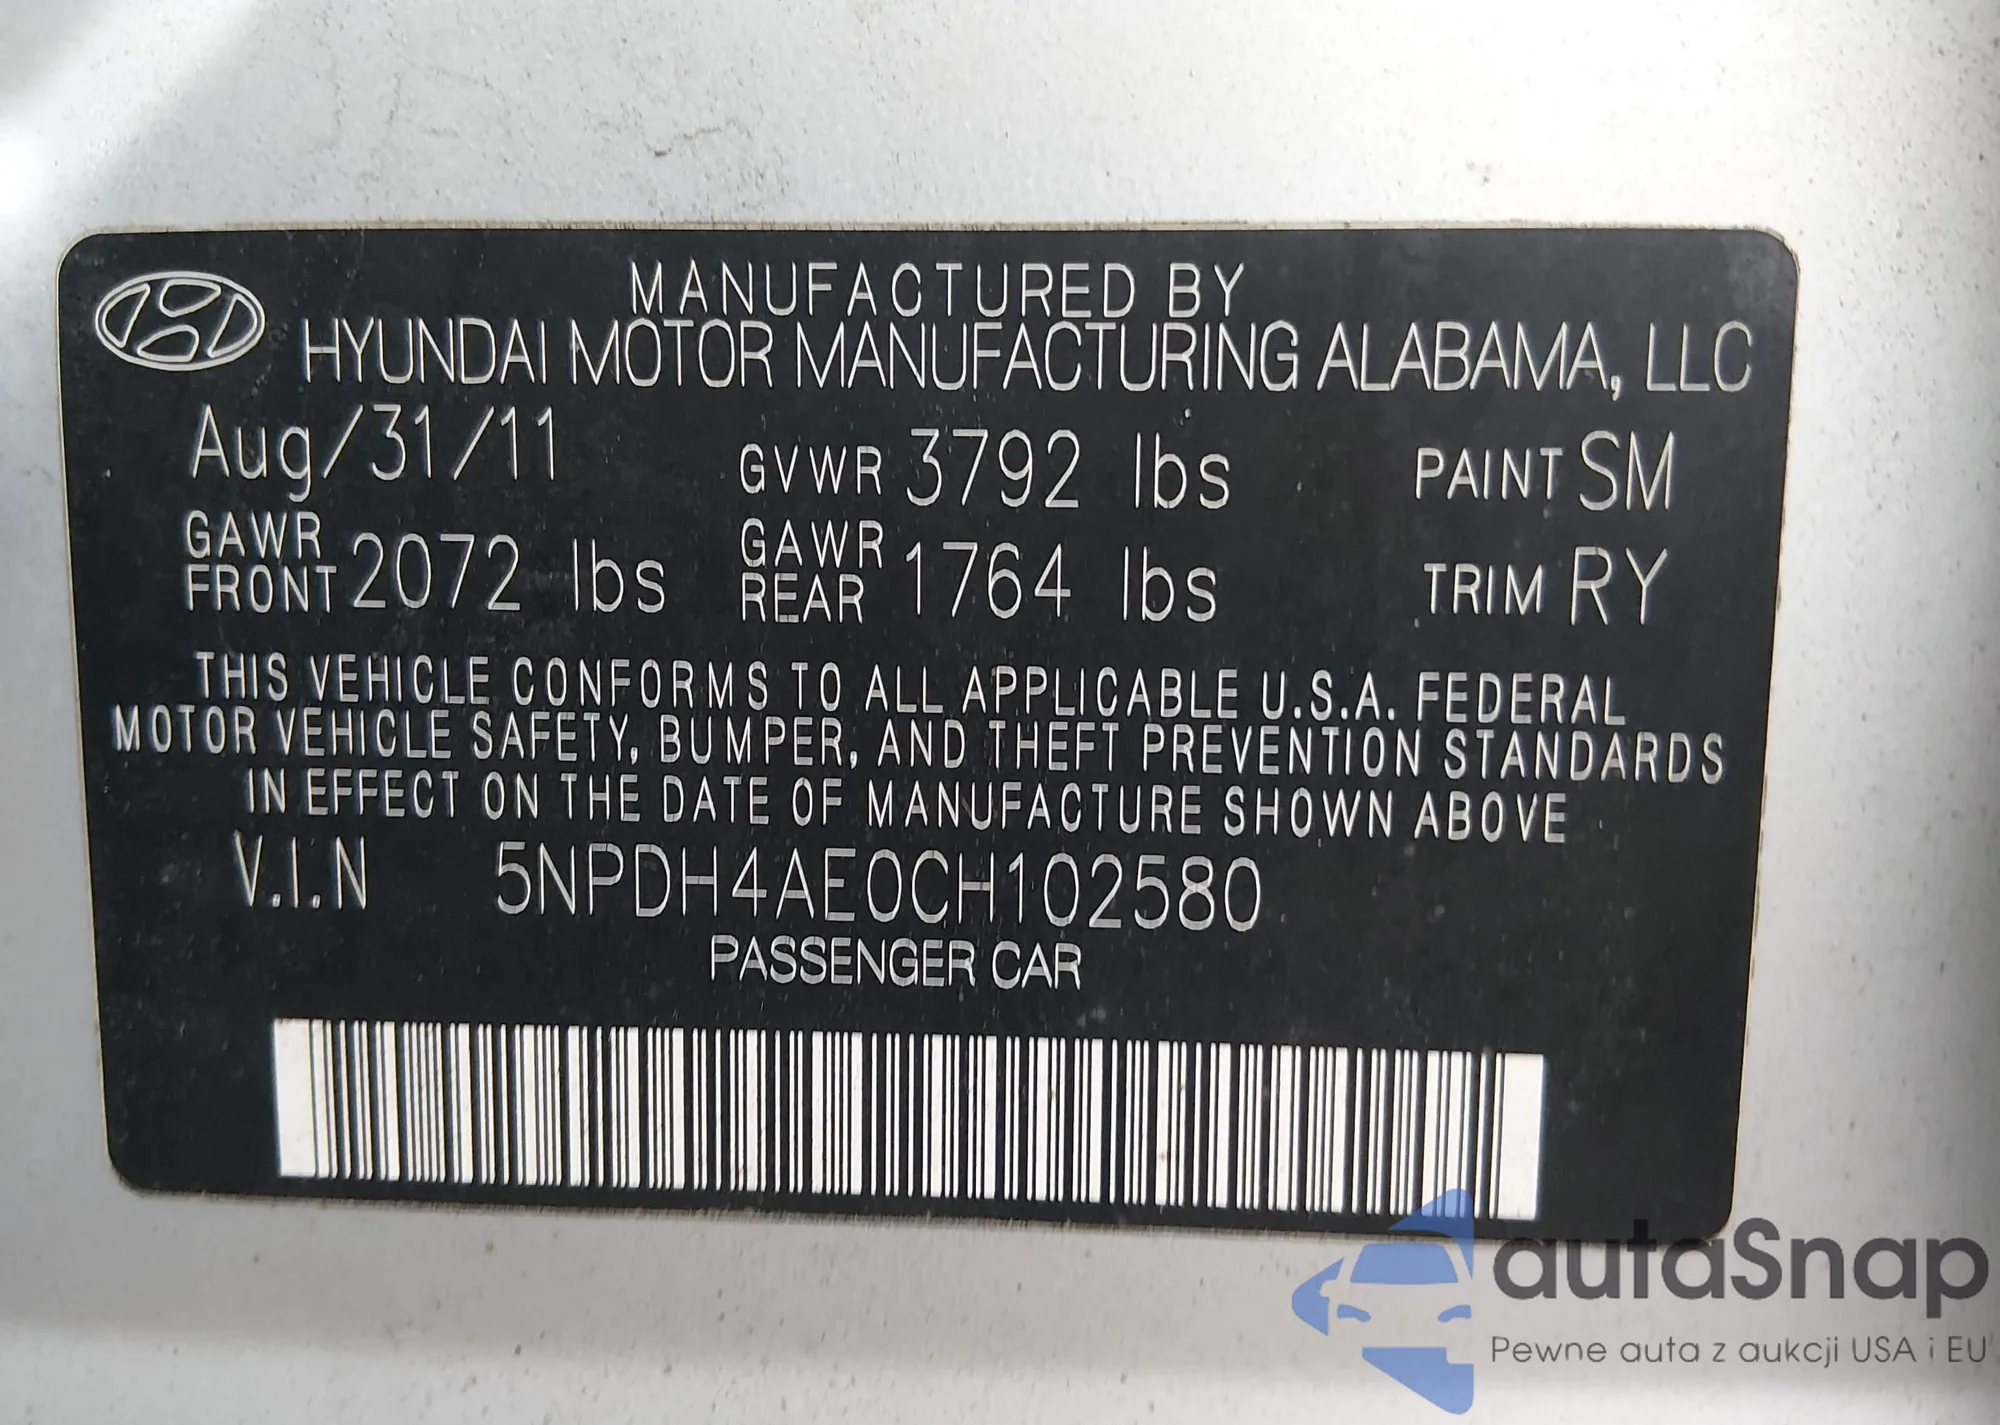 MANUFACTURED BY
HYUNDAI MOTOR MANUFACTURING ALABAMA, LLC
Aug/31/11 GVWR 3792 lbs PAINT SM
GAWR FRONT 2072 lbs GAWR REAR 1764 lbs TRIM RY
THIS VEHICLE CONFORMS TO ALL APPLICABLE U.S.A. FEDERAL
MOTOR VEHICLE SAFETY, BUMPER, AND THEFT PREVENTION STANDARDS
IN EFFECT ON THE DATE OF MANUFACTURE SHOWN ABOVE
V.I.N 5NPDH4AE0CH102580
PASSENGER CAR
autaSnap
Pewne auta z aukcji USA i EU